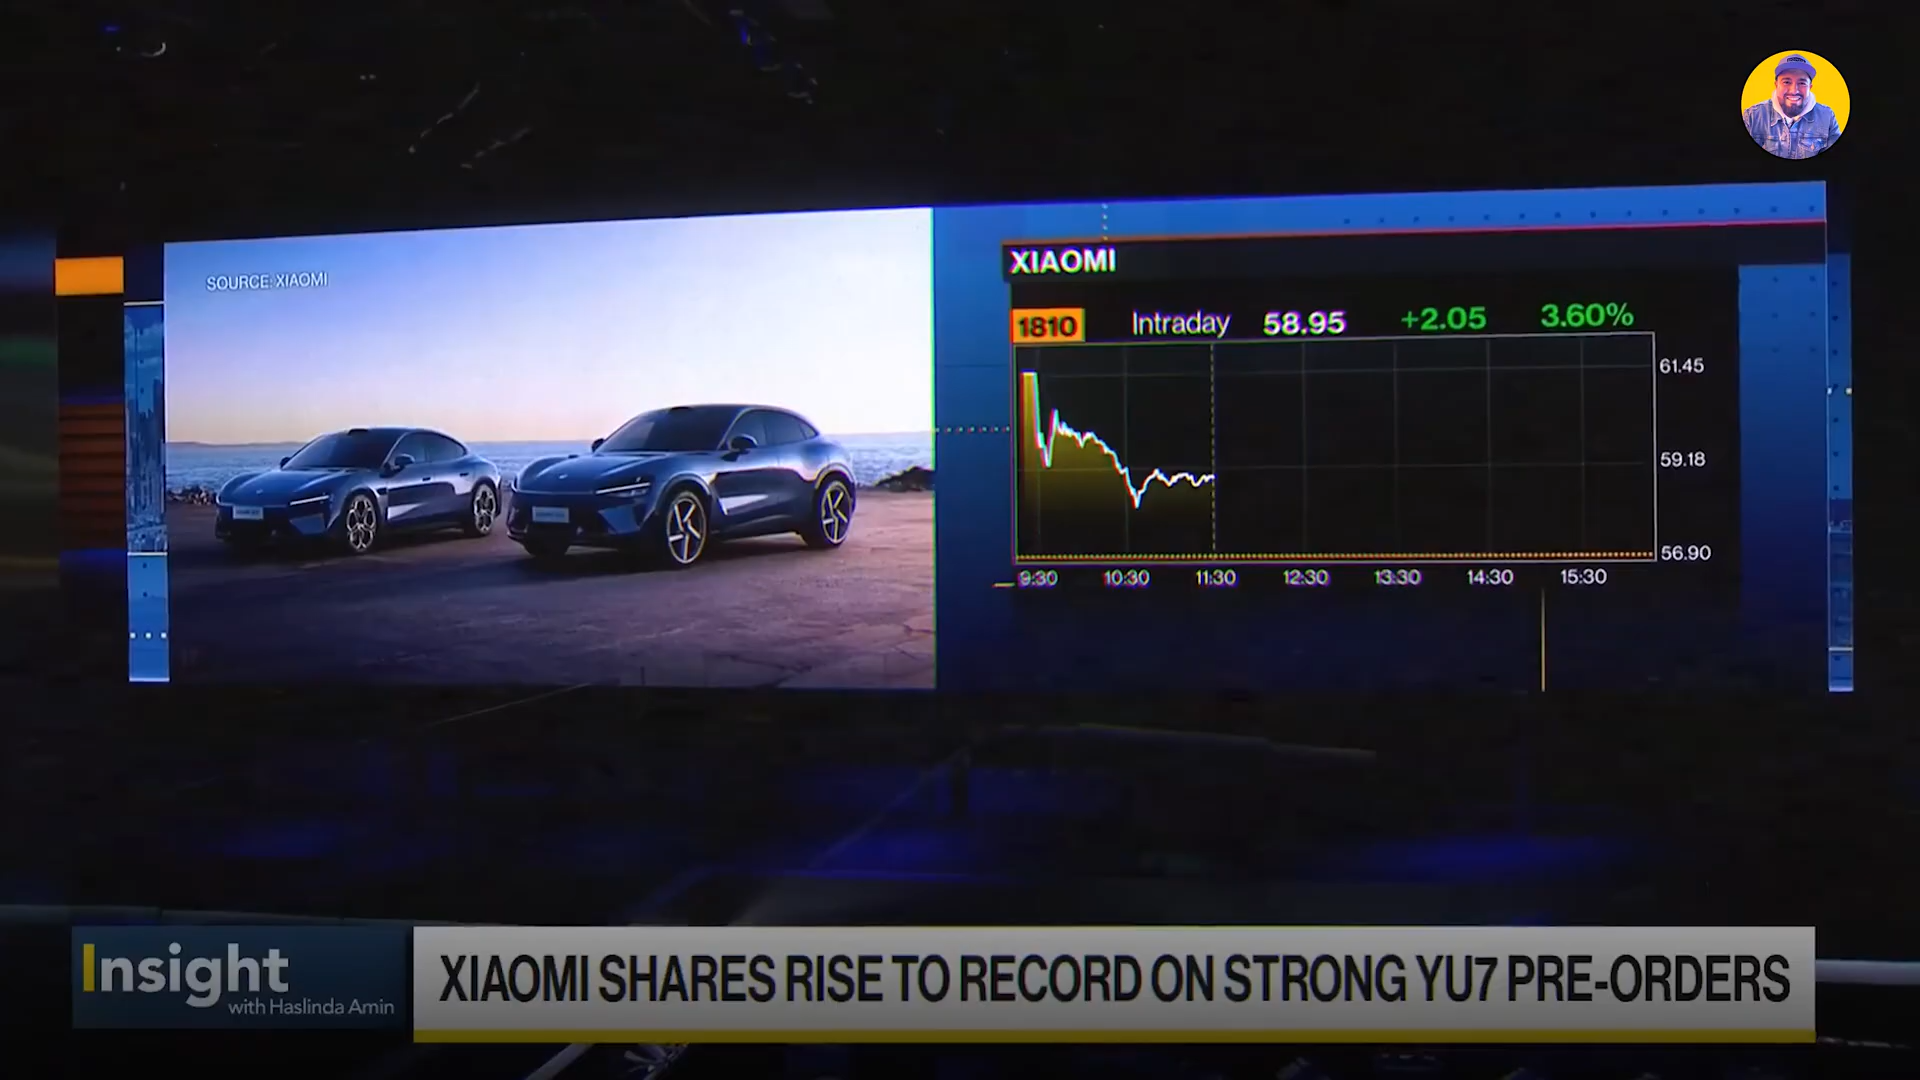 SOURCE: XIAOMI
XIAOMI
1810 Intraday 58.95 +2.05 3.60%
61.45
59.18
56.90
9:30 10:30 11:30 12:30 13:30 14:30 15:30
Insight
with Haslinda Amin
XIAOMI SHARES RISE TO RECORD ON STRONG YU7 PRE-ORDERS